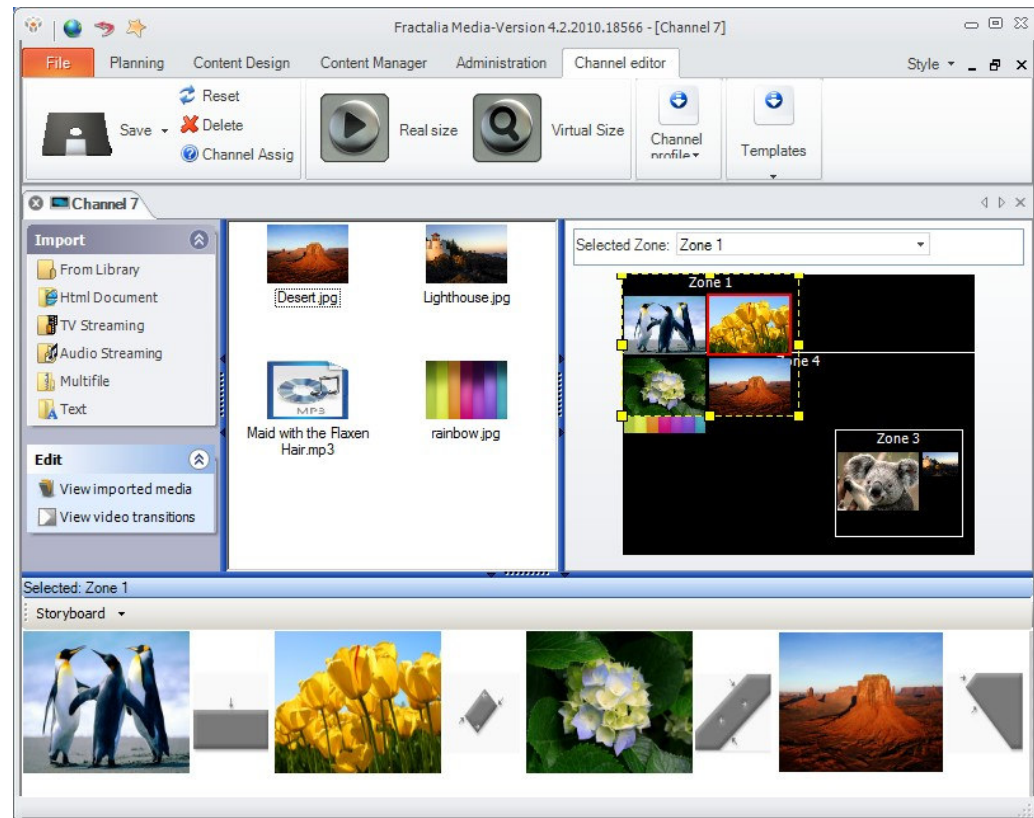 Fractalia Media-Version 4.2.2010.18566 - [Channel 7]
File Planning Content Design Content Manager Administration Channel editor Style
Save
Reset
Delete
Channel Assig
Real size
Virtual Size
Channel
profile
Templates
Channel 7
Import
From Library
Html Document
TV Streaming
Audio Streaming
Multifile
Text
Edit
View imported media
View video transitions
Desert.jpg
Lighthouse.jpg
MP3
Maid with the Flaxen
Hair.mp3
rainbow.jpg
Selected Zone: Zone 1
Zone 1
Zone 4
Zone 3
Selected: Zone 1
Storyboard